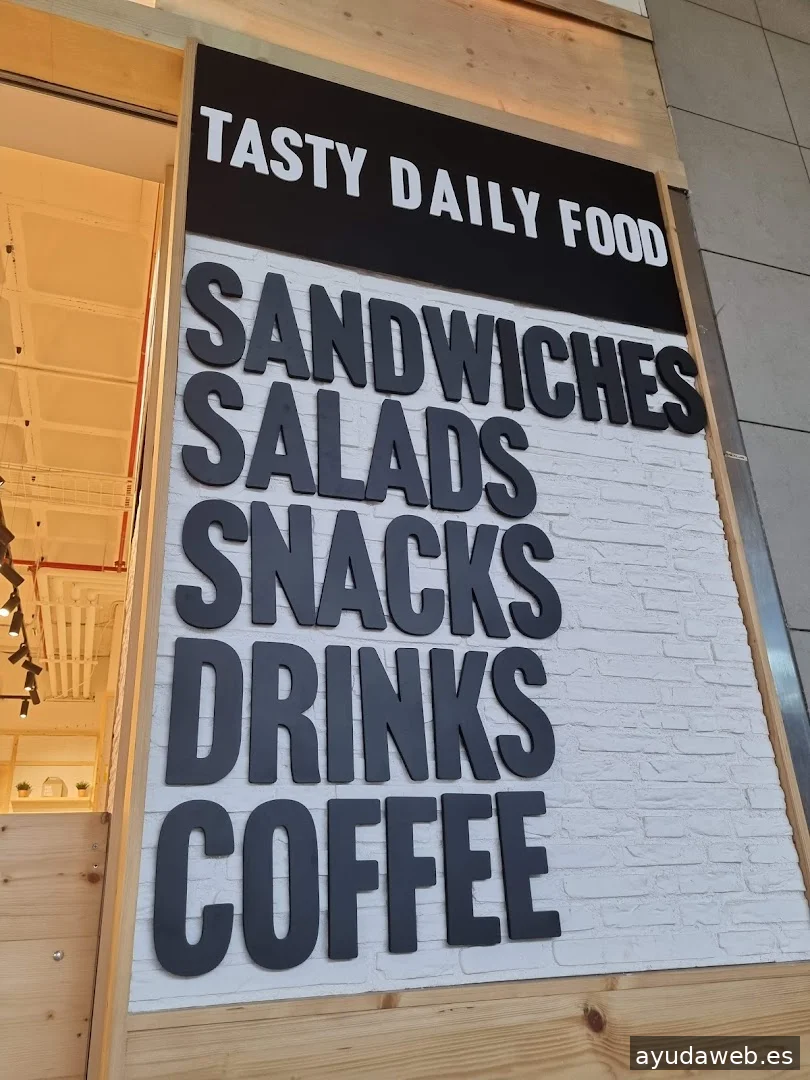 TASTY DAILY FOOD
SANDWICHES
SALADS
SNACKS
DRINKS
COFFEE
ayudaweb.es